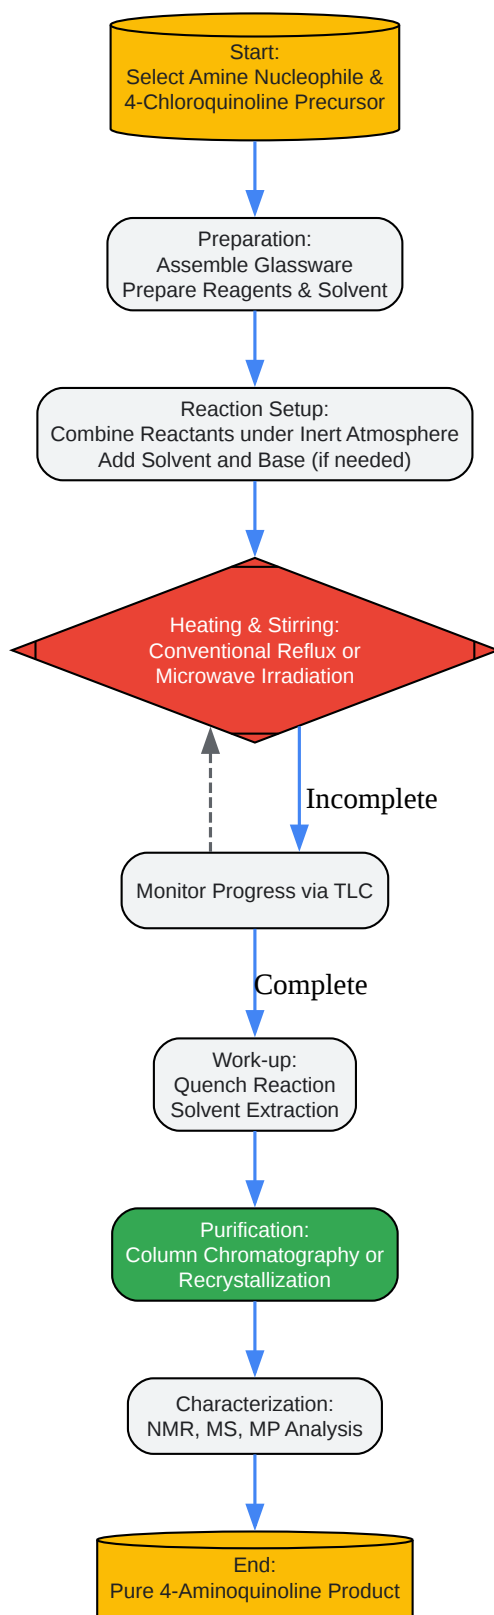 Start:
Select Amine Nucleophile &
4-Chloroquinoline Precursor
Preparation:
Assemble Glassware
Prepare Reagents & Solvent
Reaction Setup:
Combine Reactants under Inert Atmosphere
Add Solvent and Base (if needed)
Heating & Stirring:
Conventional Reflux or
Microwave Irradiation
Incomplete
Monitor Progress via TLC
Complete
Work-up:
Quench Reaction
Solvent Extraction
Purification:
Column Chromatography or
Recrystallization
Characterization:
NMR, MS, MP Analysis
End:
Pure 4-Aminoquinoline Product